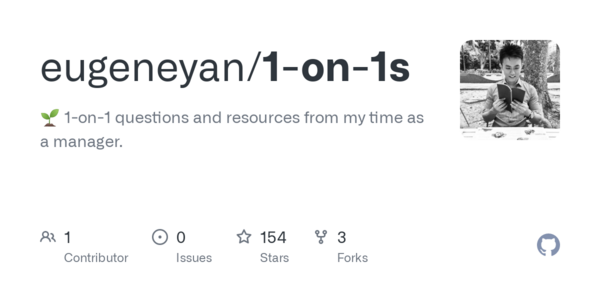 eugeneyan/1-on-1s
🌱 1-on-1 questions and resources from my time as
a manager.
1
Contributor
0
Issues
154
Stars
3
Forks